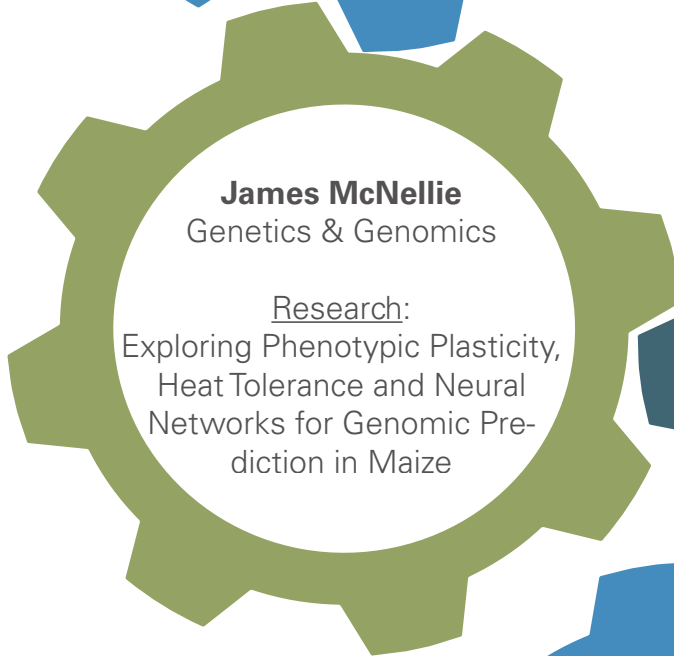 James McNellie
Genetics & Genomics
Research:
Exploring Phenotypic Plasticity,
Heat Tolerance and Neural
Networks for Genomic Pre-
diction in Maize